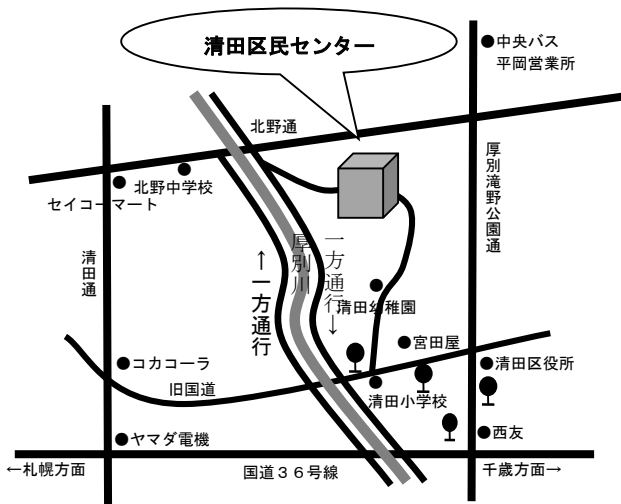 清田区民センター
中央バス
平岡営業所
北野通
厚別滝野公園通
北野中学校
セイコーマート
清田通
↑一方通行
厚別川
一方通行↓
清田幼稚園
宮田屋
コカコーラ
清田区役所
旧国道
清田小学校
ヤマダ電機
西友
←札幌方面
国道３６号線
千歳方面→